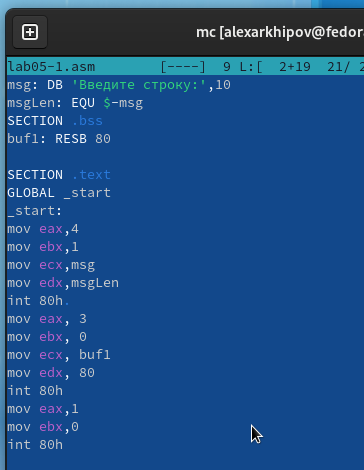 mc [alexarkhipov@fedor
lab05-1.asm [----] 9 L:[ 2+19 21/ 2
msg: DB 'Введите строку:',10
msgLen: EQU $-msg
SECTION .bss
buf1: RESB 80
SECTION .text
GLOBAL _start
_start:
mov eax,4
mov ebx,1
mov ecx,msg
mov edx,msgLen
int 80h
mov eax, 3
mov ebx, 0
mov ecx, buf1
mov edx, 80
int 80h
mov eax,1
mov ebx,0
int 80h